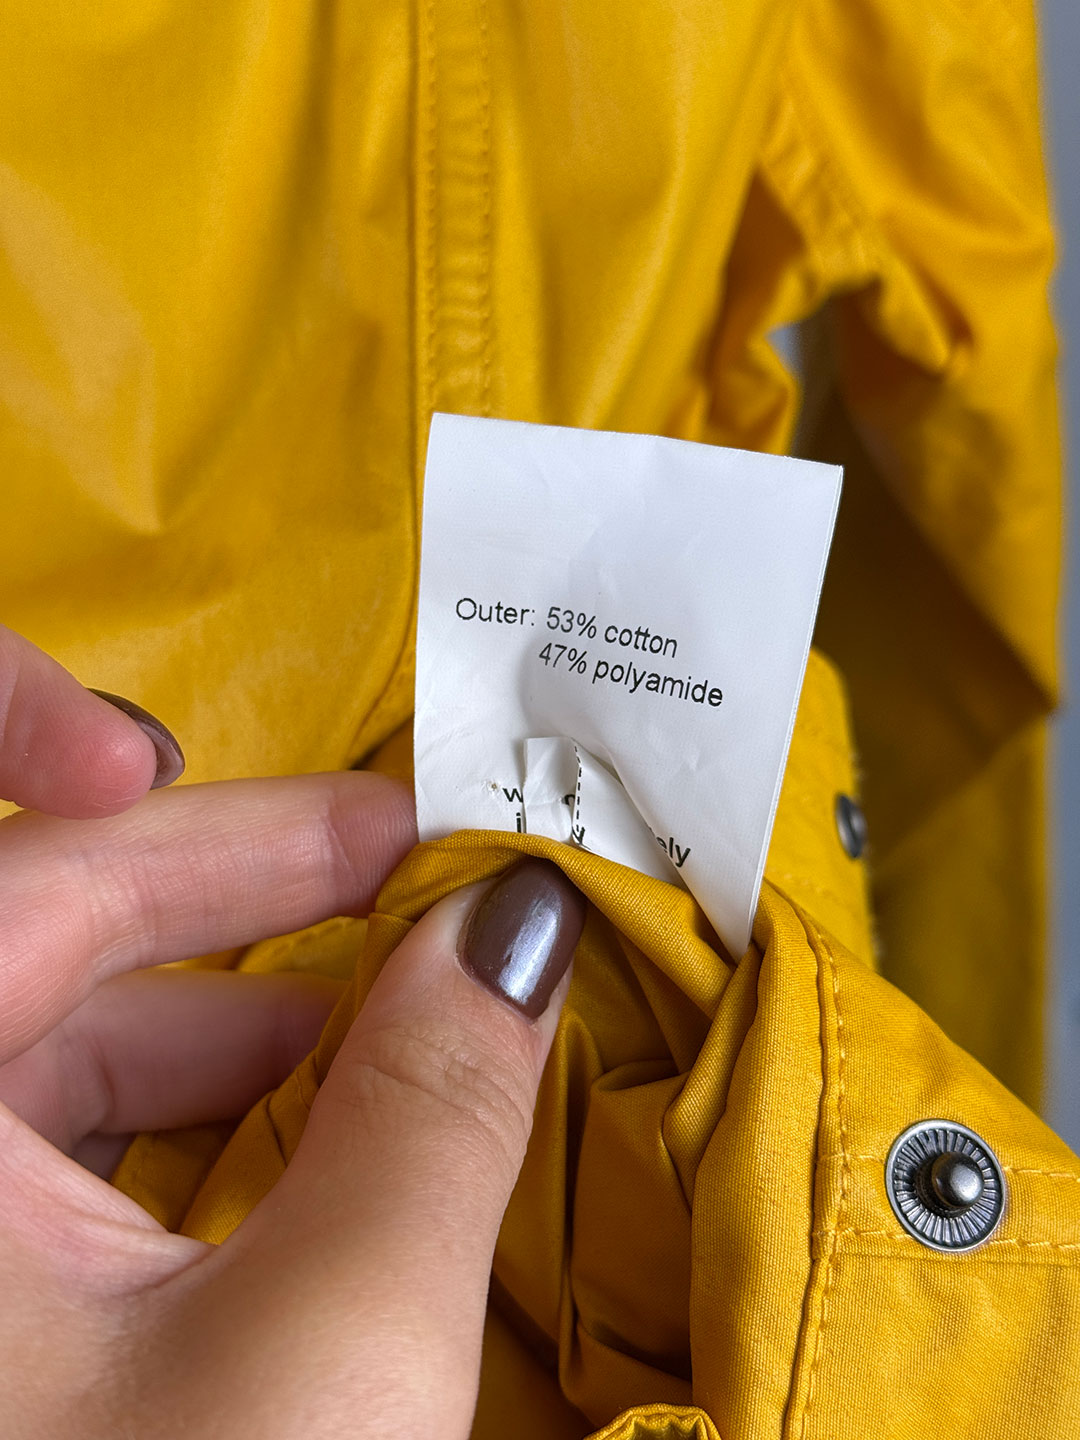 Outer: 53% cotton
47% polyamide